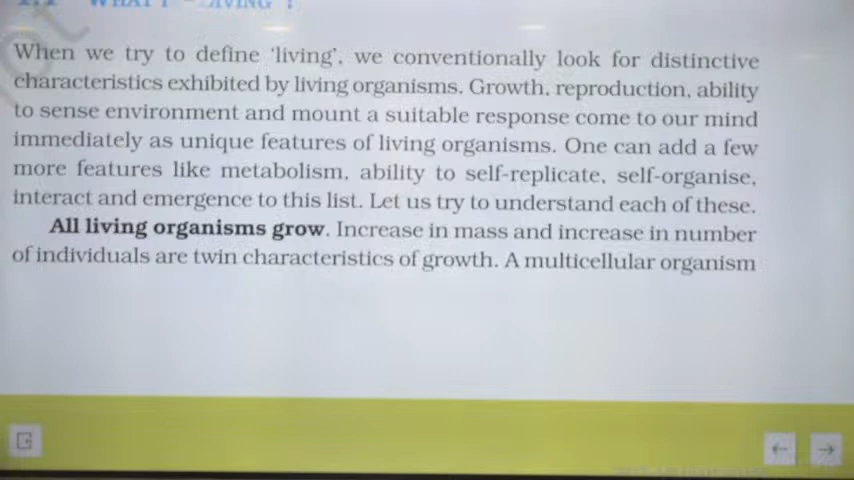 When we try to define 'living', we conventionally look for distinctive
characteristics exhibited by living organisms. Growth, reproduction, ability
to sense environment and mount a suitable response come to our mind
immediately as unique features of living organisms. One can add a few
more features like metabolism, ability to self-replicate, self-organise,
interact and emergence to this list. Let us try to understand each of these.
All living organisms grow. Increase in mass and increase in number
of individuals are twin characteristics of growth. A multicellular organism